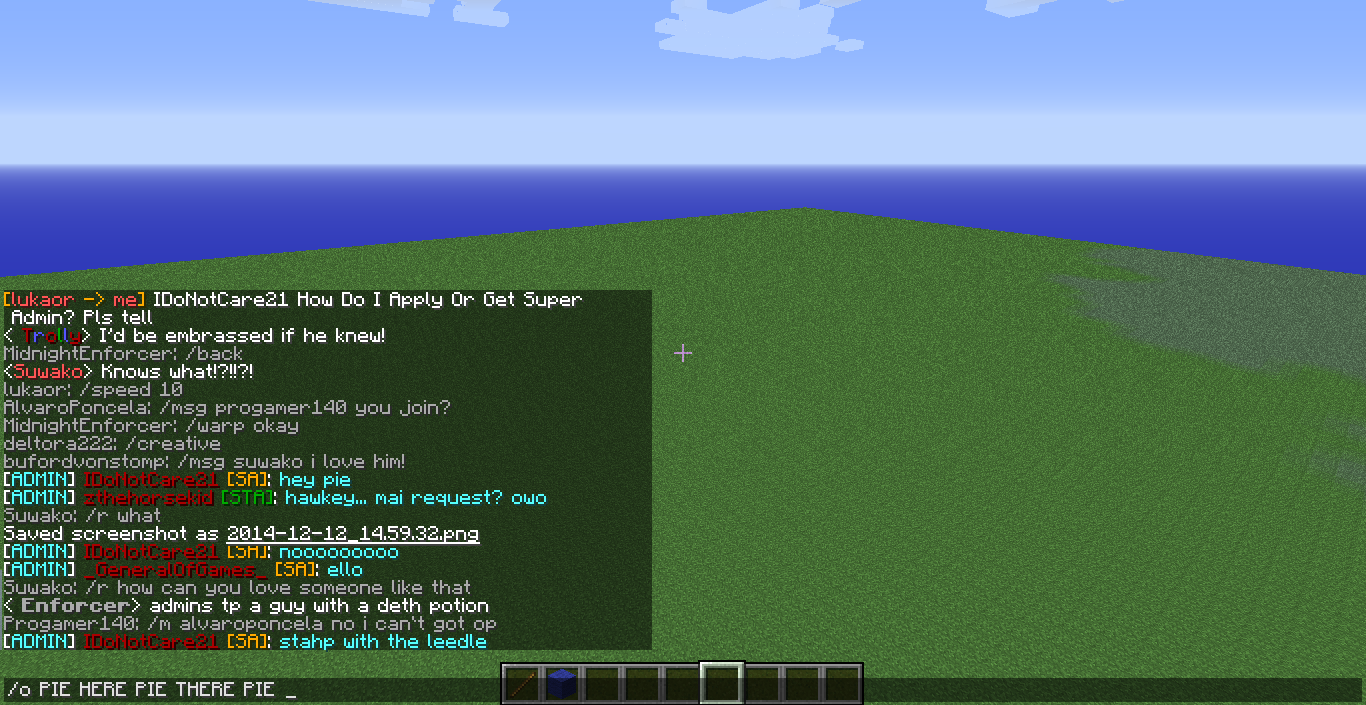 [lukaor -> me] IDoNotCare21 How Do I Apply Or Get Super
Admin? Pls tell
< Trolly> I'd be embrassed if he knew!
MidnightEnforcer: /back
<Suwako> Knows what!?!!?!
lukaor: /speed 10
AlvaroPoncela: /msg progamer140 you join?
MidnightEnforcer: /warp okay
deltora222: /creative
bufordvonstomp: /msg suwako i love him!
[ADMIN] IDoNotCare21 [SA]: hey pie
[ADMIN] zthehorsekid [STA]: hawkey... mai request? owo
Suwako: /r what
Saved screenshot as 2014-12-12_14.59.32.png
[ADMIN] IDoNotCare21 [SA]: noooooooooo
[ADMIN] _GeneralOfGames_ [SA]: ello
Suwako: /r how can you love someone like that
< Enforcer> admins tp a guy with a deth potion
Progamer140: /m alvaroponcela no i can't got op
[ADMIN] IDoNotCare21 [SA]: stahp with the leedle
/o PIE HERE PIE THERE PIE _